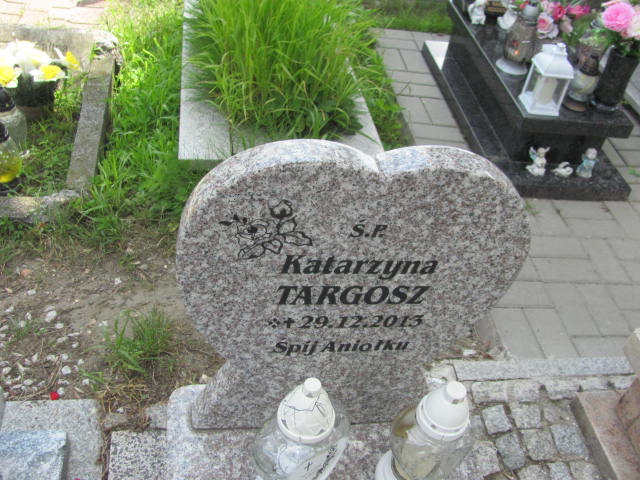 Ś.P.
Katarzyna
TARGOSZ
✢✝ 29.12.2013
Śpij Aniołku